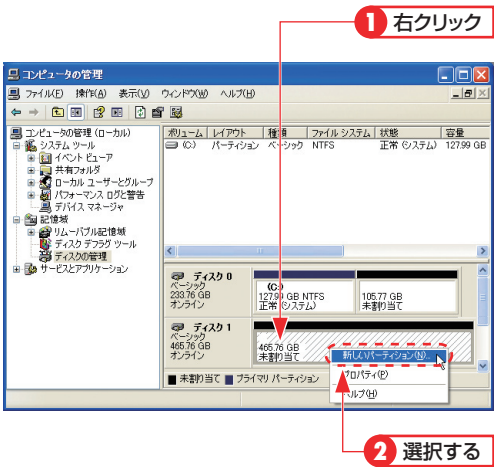 1 右クリック
コンピュータの管理
ファイル(F) 操作(A) 表示(V) ウィンドウ(W) ヘルプ(H)
コンピュータの管理 (ローカル)
システム ツール
イベント ビューア
共有フォルダ
ローカル ユーザーとグループ
パフォーマンス ログと警告
デバイス マネージャ
記憶域
リムーバブル記憶域
ディスク デフラグ ツール
ディスクの管理
サービスとアプリケーション
ボリューム レイアウト 種類 ファイル システム 状態 容量
(C:) パーティション ベーシック NTFS 正常 (システム) 127.99 GB
ディスク 0
ベーシック
233.76 GB
オンライン
(C:)
127.99 GB NTFS
正常 (システム)
105.77 GB
未割り当て
ディスク 1
ベーシック
465.76 GB
オンライン
465.76 GB
未割り当て
新しいパーティション(N)...
プロパティ(P)
ヘルプ(H)
未割り当て プライマリ パーティション
2 選択する